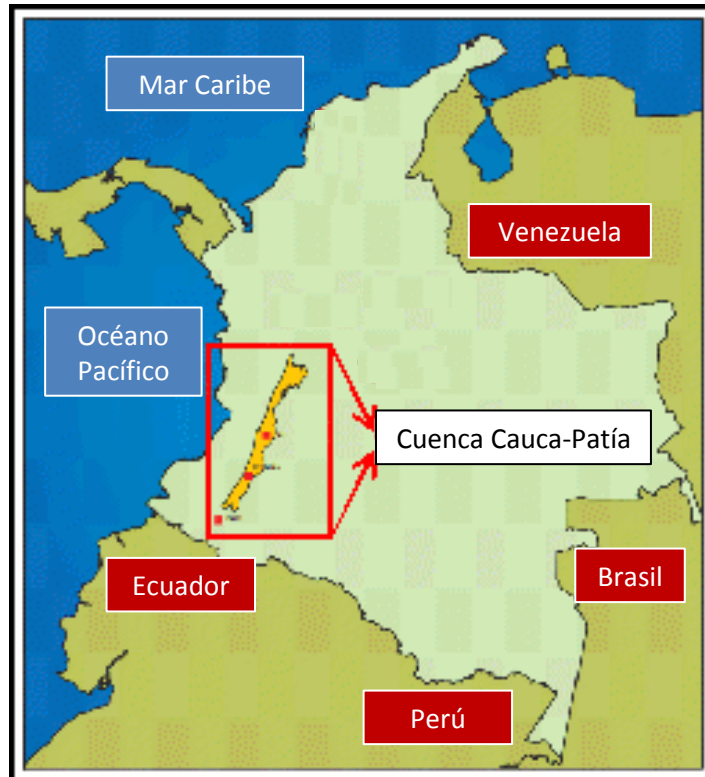 Mar Caribe
Venezuela
Océano
Pacífico
Cuenca Cauca-Patía
Ecuador
Brasil
Perú